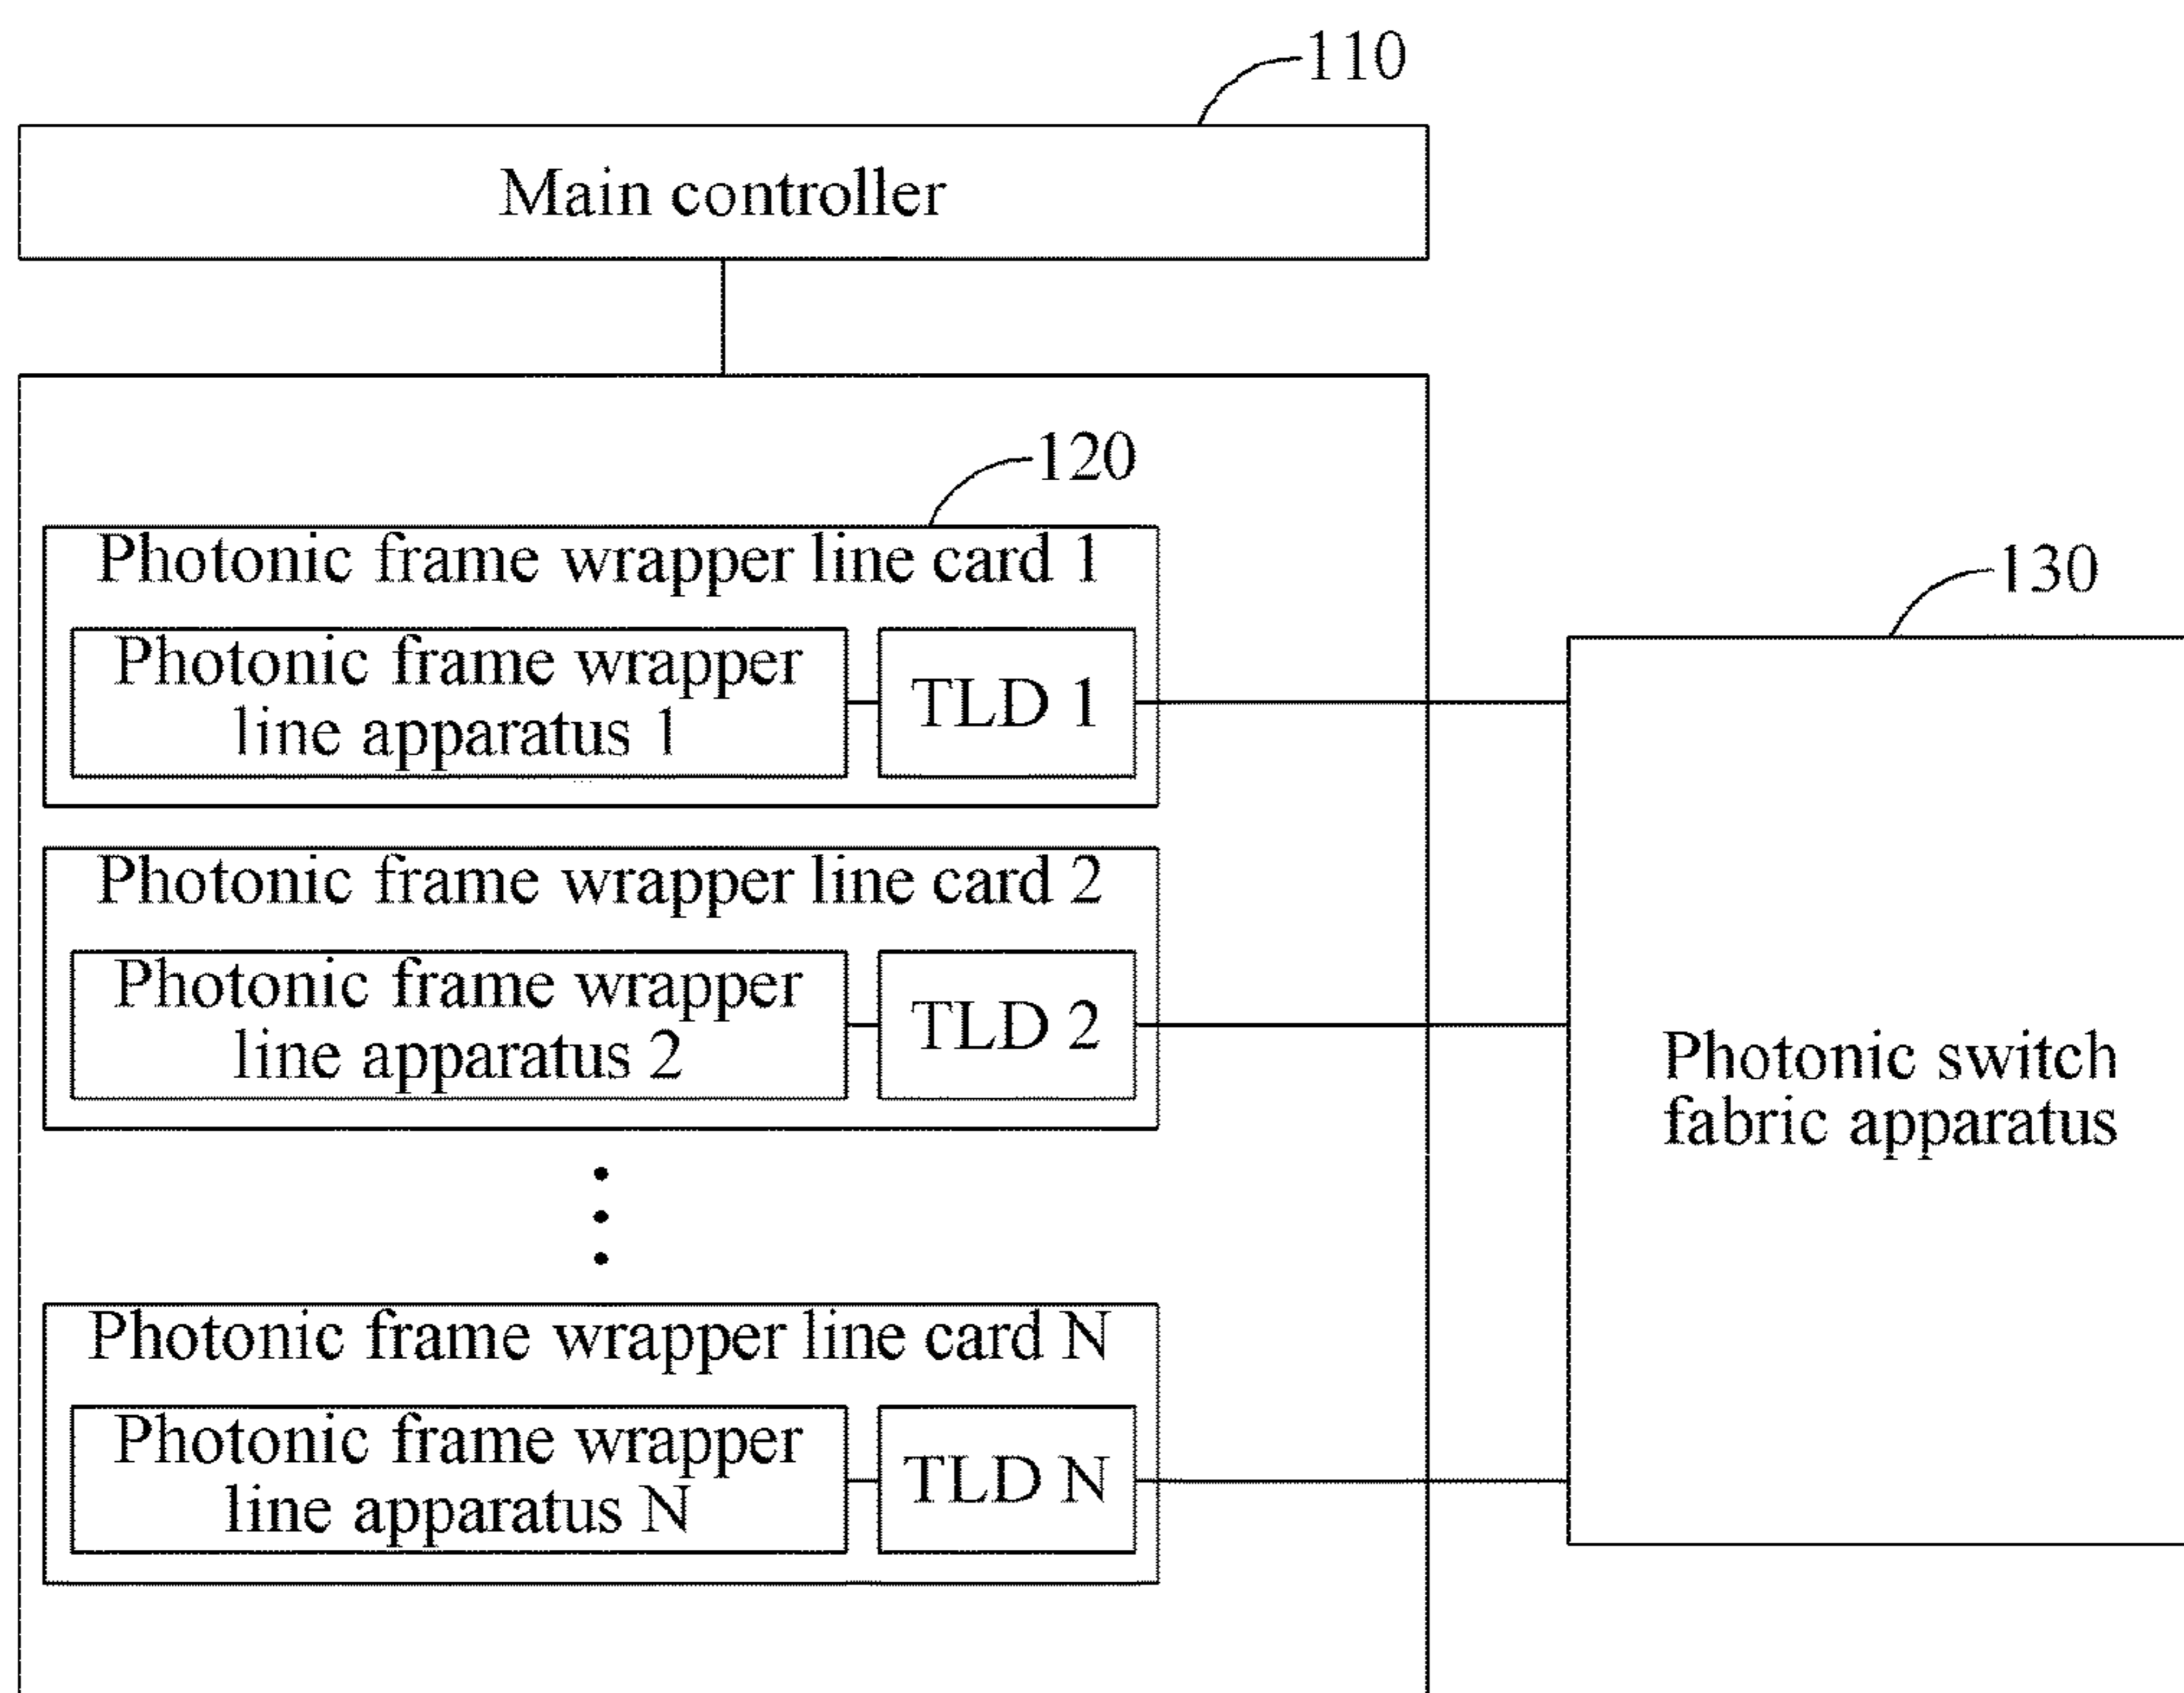 110
Main controller
120
Photonic frame wrapper line card 1
Photonic frame wrapper
line apparatus 1
TLD 1
130
Photonic frame wrapper line card 2
Photonic frame wrapper
line apparatus 2
TLD 2
Photonic switch
fabric apparatus
Photonic frame wrapper line card N
Photonic frame wrapper
line apparatus N
TLD N